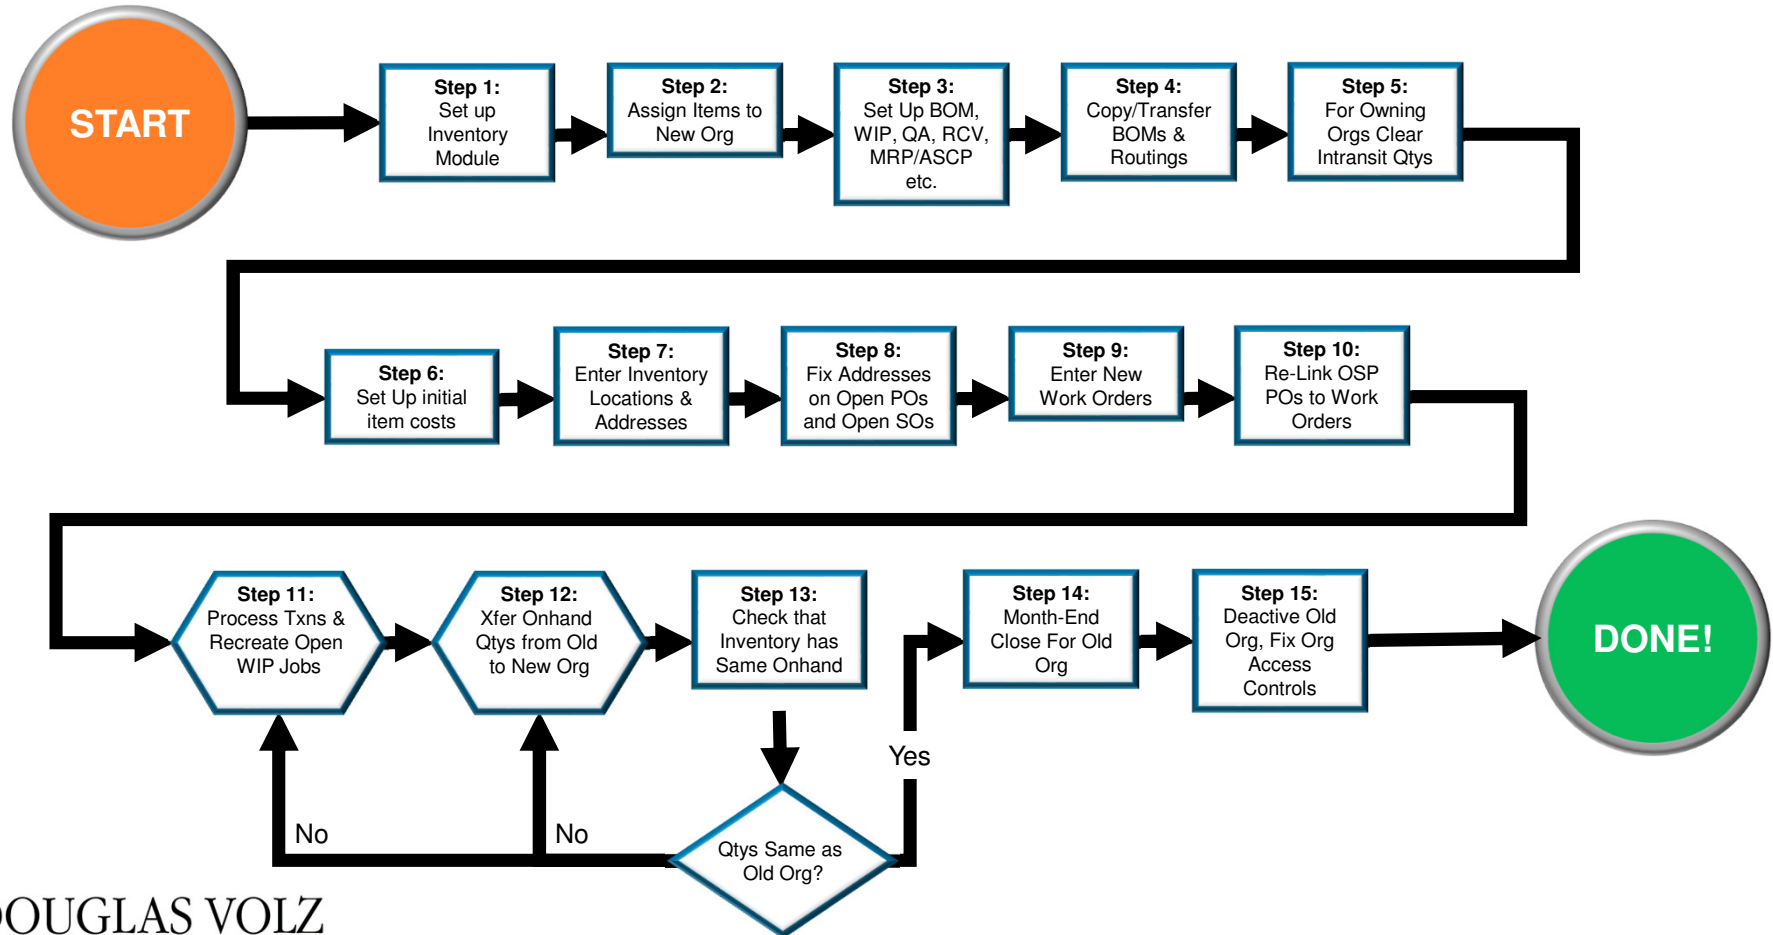 START
Step 1:
Set up
Inventory
Module
Step 2:
Assign Items to
New Org
Step 3:
Set Up BOM,
WIP, QA, RCV,
MRP/ASCP
etc.
Step 4:
Copy/Transfer
BOMs &
Routings
Step 5:
For Owning
Orgs Clear
Intransit Qtys
Step 6:
Set Up initial
item costs
Step 7:
Enter Inventory
Locations &
Addresses
Step 8:
Fix Addresses
on Open POs
and Open SOs
Step 9:
Enter New
Work Orders
Step 10:
Re-Link OSP
POs to Work
Orders
Step 11:
Process Txns &
Recreate Open
WIP Jobs
Step 12:
Xfer Onhand
Qtys from Old
to New Org
Step 13:
Check that
Inventory has
Same Onhand
Qtys Same as
Old Org?
No
No
Yes
Step 14:
Month-End
Close For Old
Org
Step 15:
Deactive Old
Org, Fix Org
Access
Controls
DONE!
DOUGLAS VOLZ